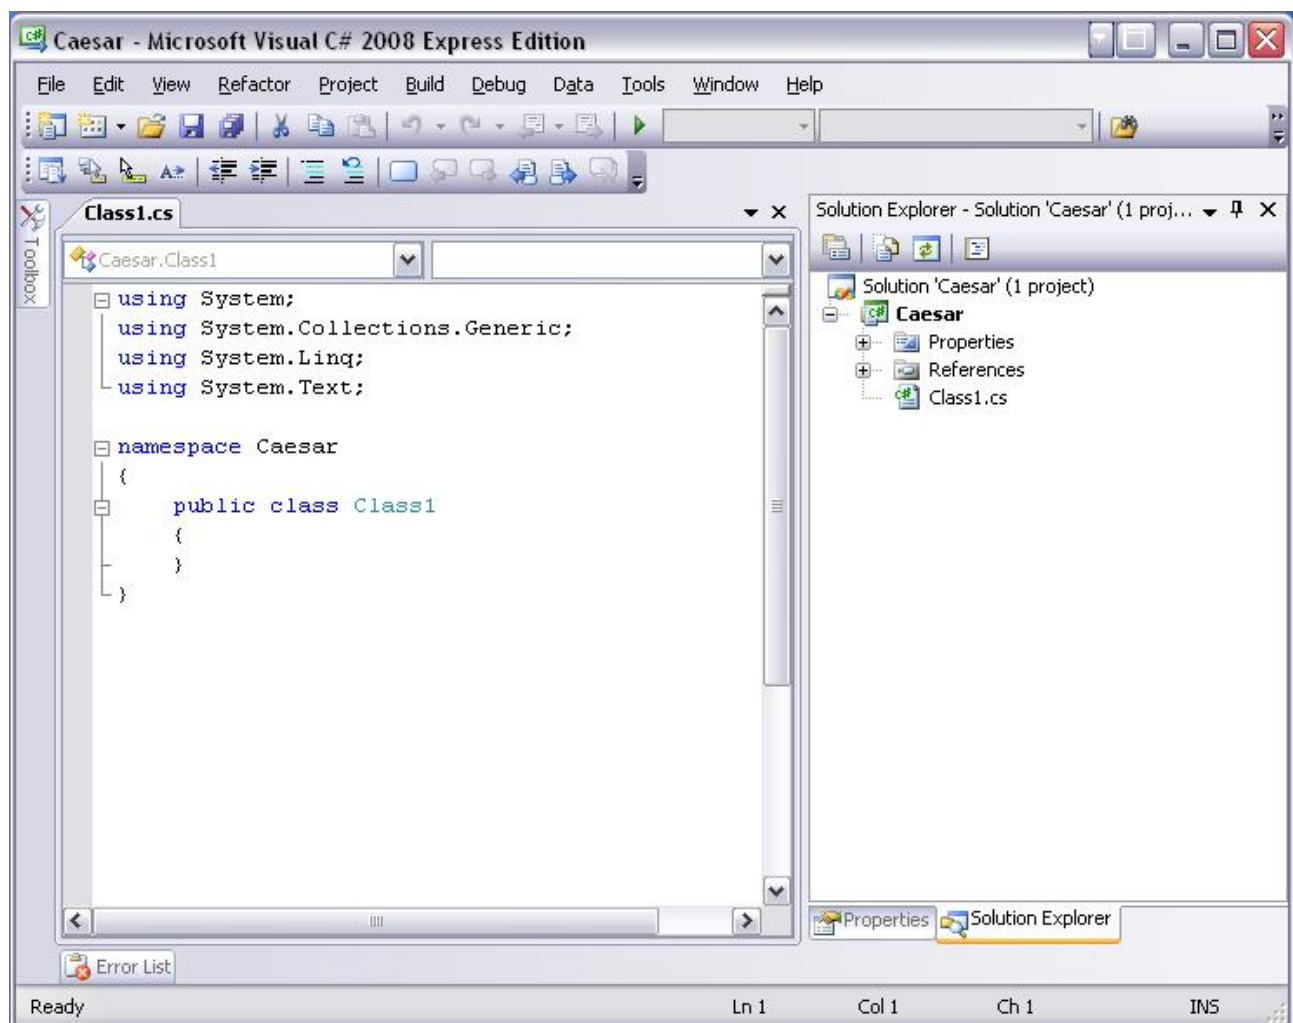 Caesar - Microsoft Visual C# 2008 Express Edition
File Edit View Refactor Project Build Debug Data Tools Window Help
Toolbox
Class1.cs
Caesar.Class1
using System;
using System.Collections.Generic;
using System.Linq;
using System.Text;
namespace Caesar
{
public class Class1
{
}
}
Solution Explorer - Solution 'Caesar' (1 proj...
Solution 'Caesar' (1 project)
Caesar
Properties
References
Class1.cs
Properties Solution Explorer
Error List
Ready Ln 1 Col 1 Ch 1 INS